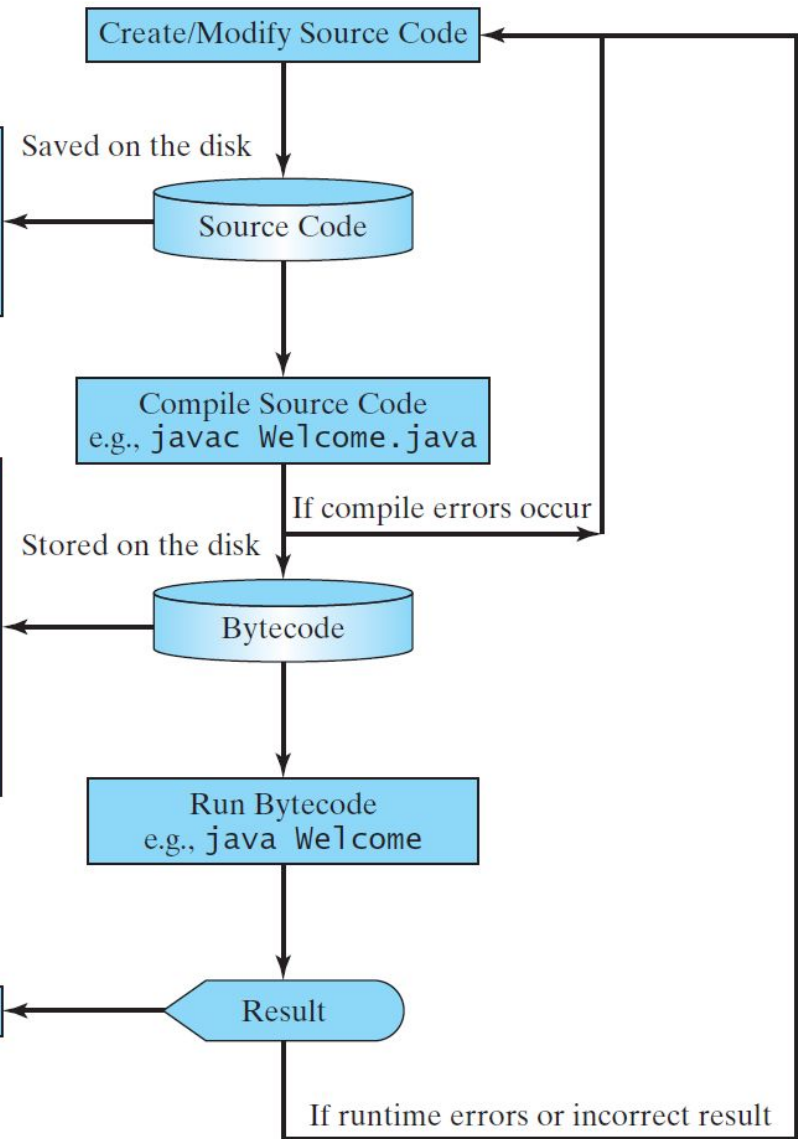 Create/Modify Source Code
Saved on the disk
Source Code
Compile Source Code
e.g., javac Welcome.java
If compile errors occur
Stored on the disk
Bytecode
Run Bytecode
e.g., java Welcome
Result
If runtime errors or incorrect result